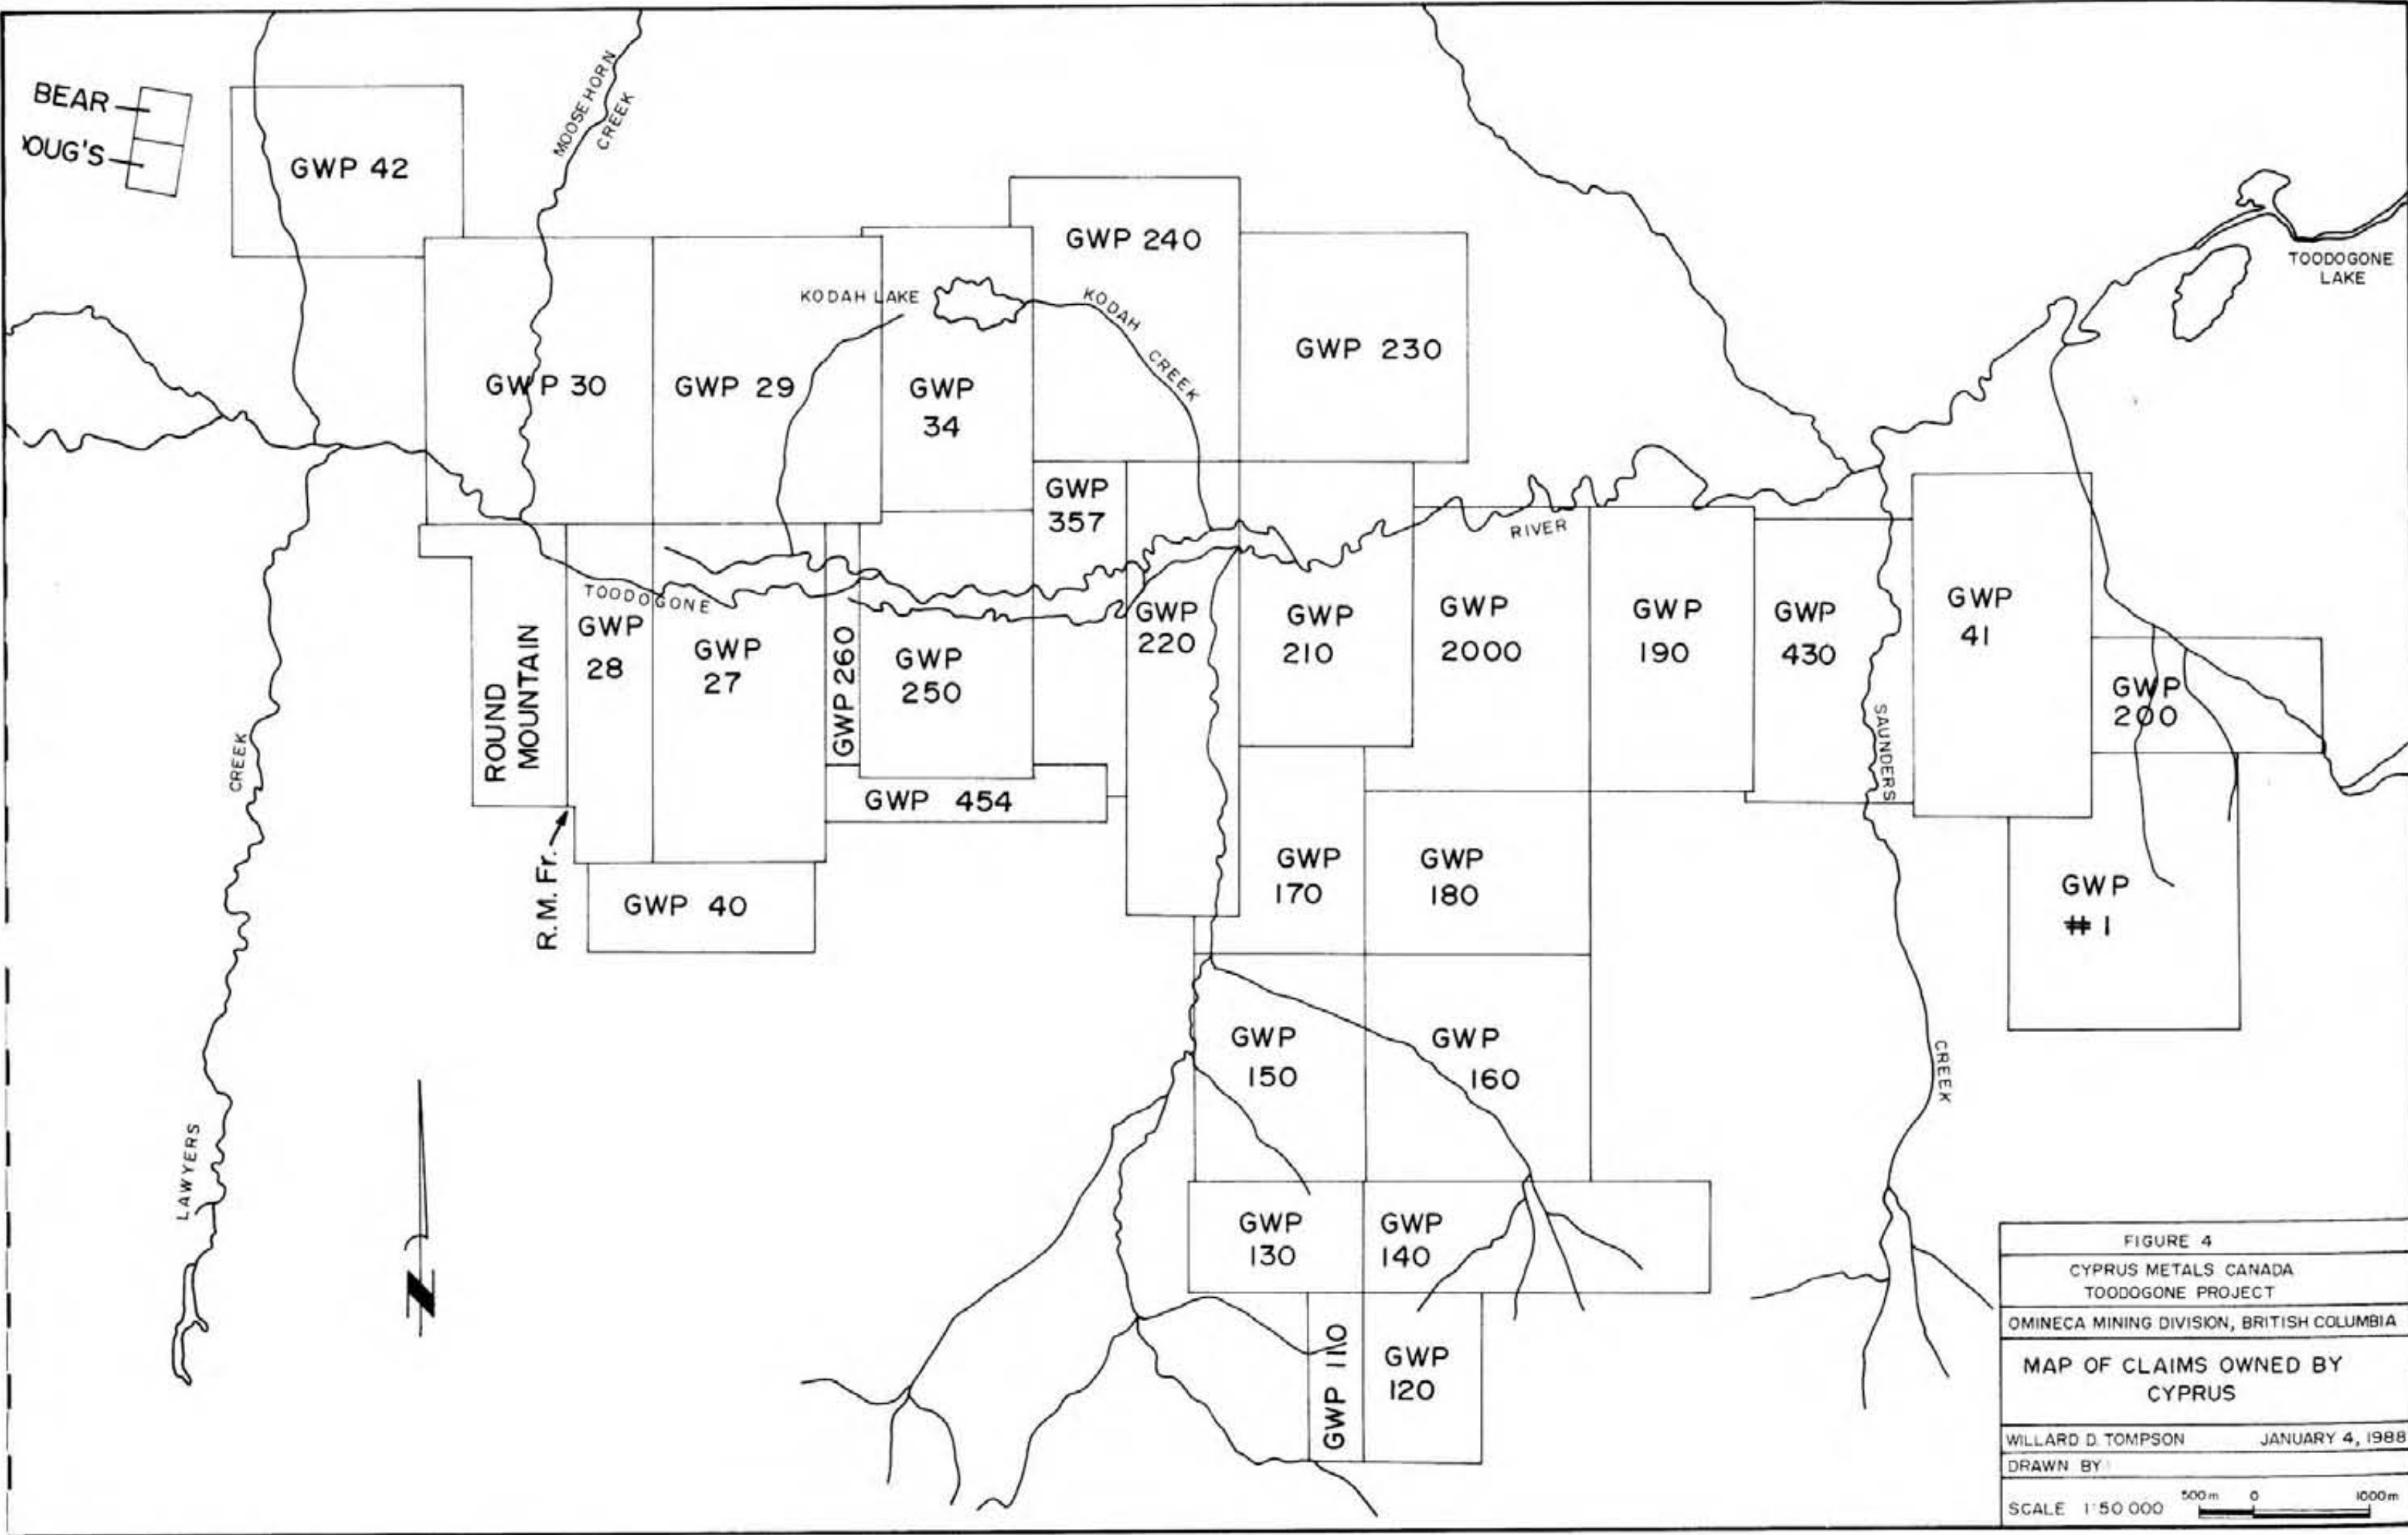 BEAR
OUG'S
GWP 42
MOOSEHORN
CREEK
GWP 240
TOODOGONE
LAKE
KODAH LAKE
KODAH
CREEK
GWP 230
GWP 30
GWP 29
GWP
34
GWP
357
RIVER
TOODOGONE
GWP
28
GWP
27
GWP 260
GWP
250
GWP
220
GWP
210
GWP
2000
GWP
190
GWP
430
GWP
41
GWP
200
ROUND
MOUNTAIN
SAUNDERS
CREEK
GWP 454
R.M. Fr.
GWP 40
GWP
170
GWP
180
GWP
# 1
GWP
150
GWP
160
CREEK
LAWYERS
N
GWP
130
GWP
140
GWP 110
GWP
120
FIGURE 4
CYPRUS METALS CANADA
TOODOGONE PROJECT
OMINECA MINING DIVISION, BRITISH COLUMBIA
MAP OF CLAIMS OWNED BY
CYPRUS
WILLARD D. TOMPSON JANUARY 4, 1988
DRAWN BY
SCALE 1:50 000 500m 0 1000m